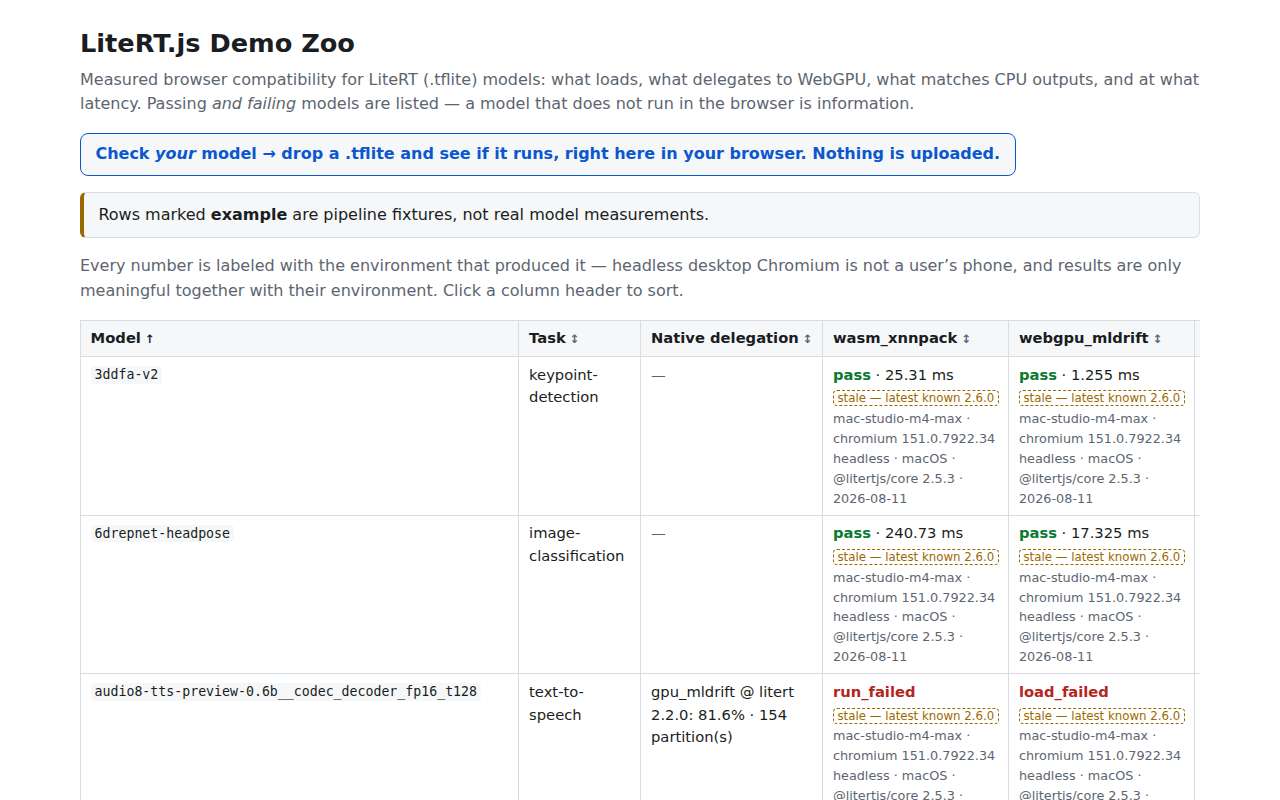 LiteRT.js Demo Zoo
Measured browser compatibility for LiteRT (.tflite) models: what loads, what delegates to WebGPU, what matches CPU outputs, and at what
latency. Passing and failing models are listed — a model that does not run in the browser is information.
Check your model → drop a .tflite and see if it runs, right here in your browser. Nothing is uploaded.
Rows marked example are pipeline fixtures, not real model measurements.
Every number is labeled with the environment that produced it — headless desktop Chromium is not a user’s phone, and results are only
meaningful together with their environment. Click a column header to sort.
Model ↑ Task ↕ Native delegation ↕ wasm_xnnpack ↕ webgpu_mldrift ↕
3ddfa-v2
keypoint-
detection
—
pass · 25.31 ms
stale — latest known 2.6.0
mac-studio-m4-max ·
chromium 151.0.7922.34
headless · macOS ·
@litertjs/core 2.5.3 ·
2026-08-11
pass · 1.255 ms
stale — latest known 2.6.0
mac-studio-m4-max ·
chromium 151.0.7922.34
headless · macOS ·
@litertjs/core 2.5.3 ·
2026-08-11
6drepnet-headpose
image-
classification
—
pass · 240.73 ms
stale — latest known 2.6.0
mac-studio-m4-max ·
chromium 151.0.7922.34
headless · macOS ·
@litertjs/core 2.5.3 ·
2026-08-11
pass · 17.325 ms
stale — latest known 2.6.0
mac-studio-m4-max ·
chromium 151.0.7922.34
headless · macOS ·
@litertjs/core 2.5.3 ·
2026-08-11
audio8-tts-preview-0.6b__codec_decoder_fp16_t128
text-to-
speech
gpu_mldrift @ litert
2.2.0: 81.6% · 154
partition(s)
run_failed
stale — latest known 2.6.0
mac-studio-m4-max ·
chromium 151.0.7922.34
headless · macOS ·
@litertjs/core 2.5.3 ·
load_failed
stale — latest known 2.6.0
mac-studio-m4-max ·
chromium 151.0.7922.34
headless · macOS ·
@litertjs/core 2.5.3 ·